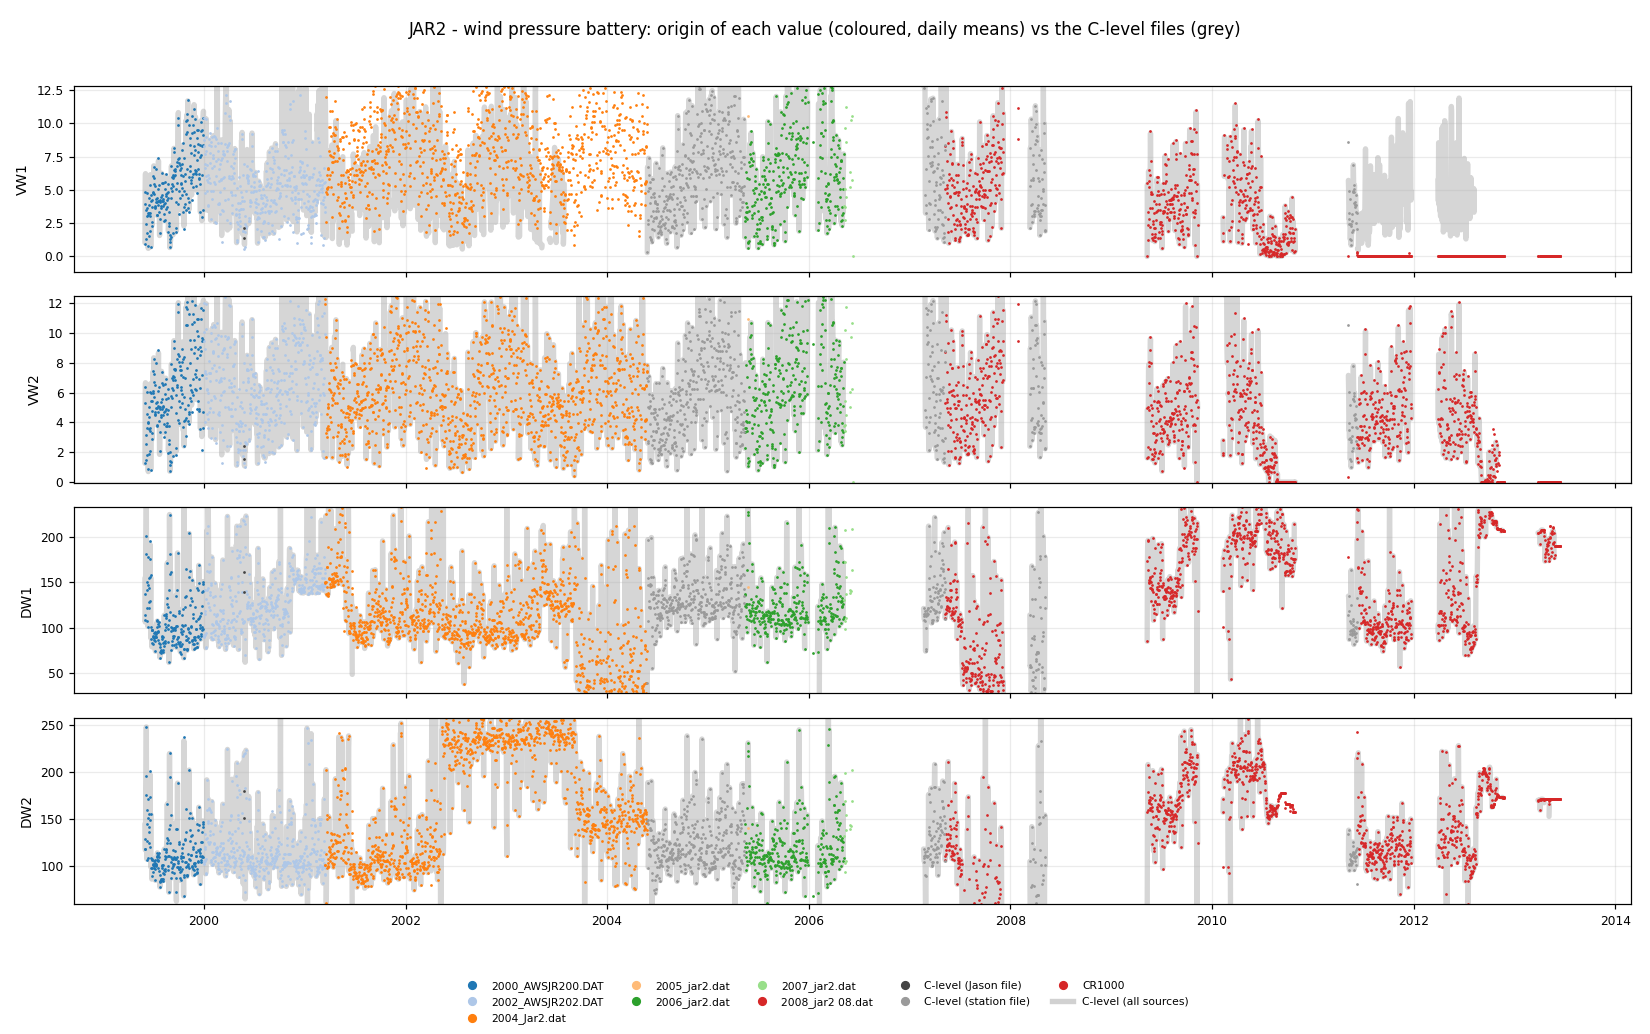 JAR2 - wind pressure battery: origin of each value (coloured, daily means) vs the C-level files (grey)
12.5
10.0
7.5
5.0
2.5
0.0
VW1
12
10
8
6
4
2
0
VW2
200
150
100
50
DW1
250
200
150
100
DW2
2000
2002
2004
2006
2008
2010
2012
2014
2000_AWSJR200.DAT
2002_AWSJR202.DAT
2004_Jar2.dat
2005_jar2.dat
2006_jar2.dat
2007_jar2.dat
2008_jar2 08.dat
C-level (Jason file)
C-level (station file)
CR1000
C-level (all sources)